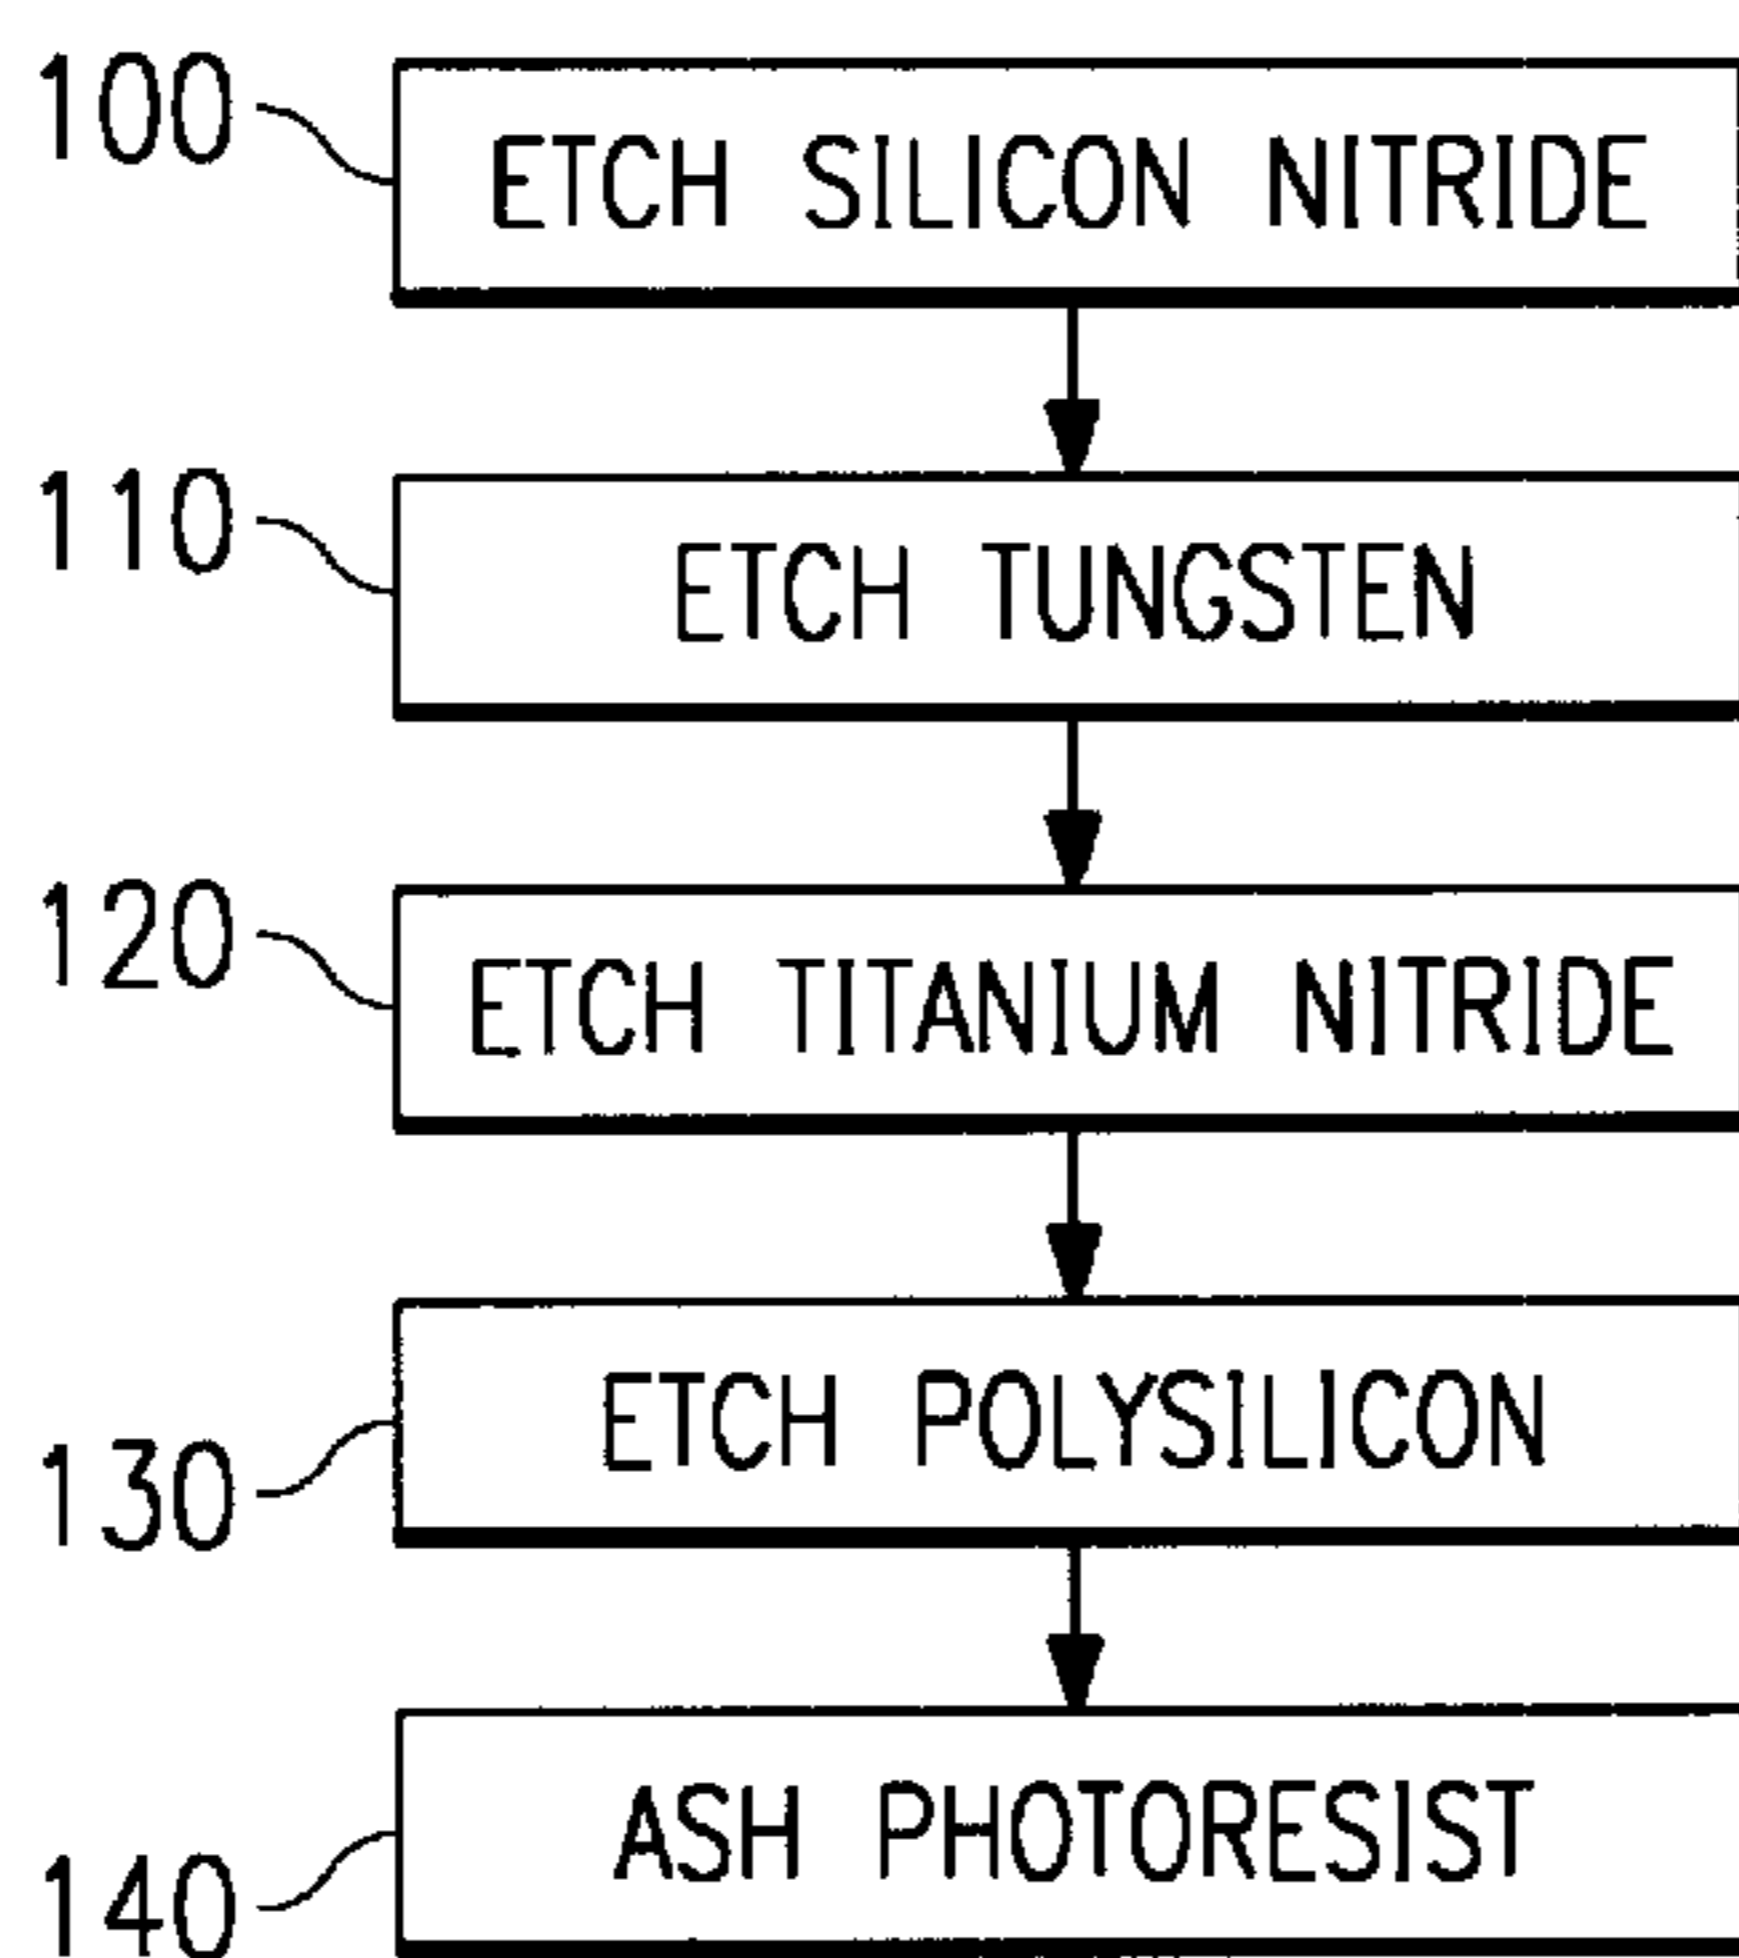 100
ETCH SILICON NITRIDE
110
ETCH TUNGSTEN
120
ETCH TITANIUM NITRIDE
130
ETCH POLYSILICON
140
ASH PHOTORESIST